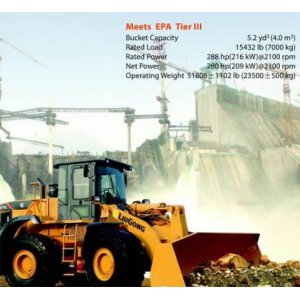 Meets EPA Tier III
Bucket Capacity 5.2 yd³ (4.0 m³)
Rated Load 15432 lb (7000 kg)
Rated Power 288 hp(216 kW)@2100 rpm
Net Power 280 hp(209 kW)@2100 rpm
Operating Weight 51808±1102 lb (23500±500 kg)
LIUGONG